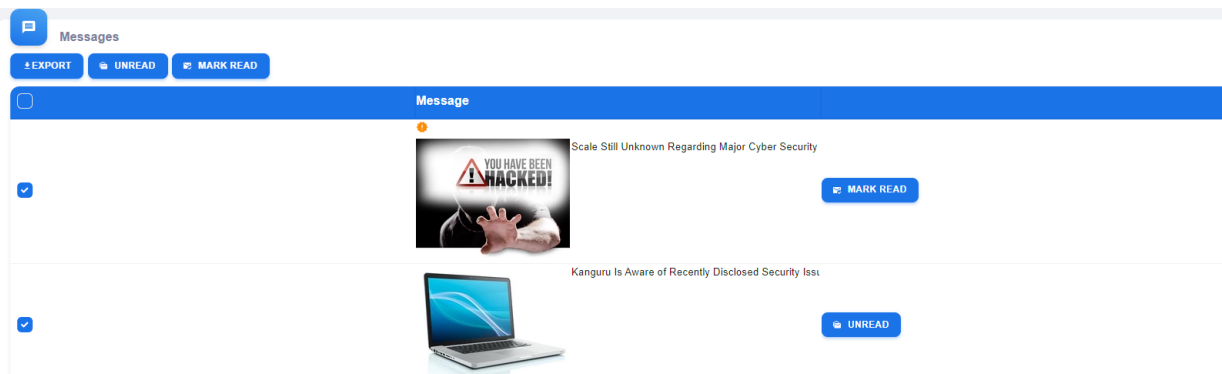 Messages
EXPORT
UNREAD
MARK READ
Message
Scale Still Unknown Regarding Major Cyber Security
YOU HAVE BEEN
HACKED!
MARK READ
Kanguru Is Aware of Recently Disclosed Security Issu
UNREAD